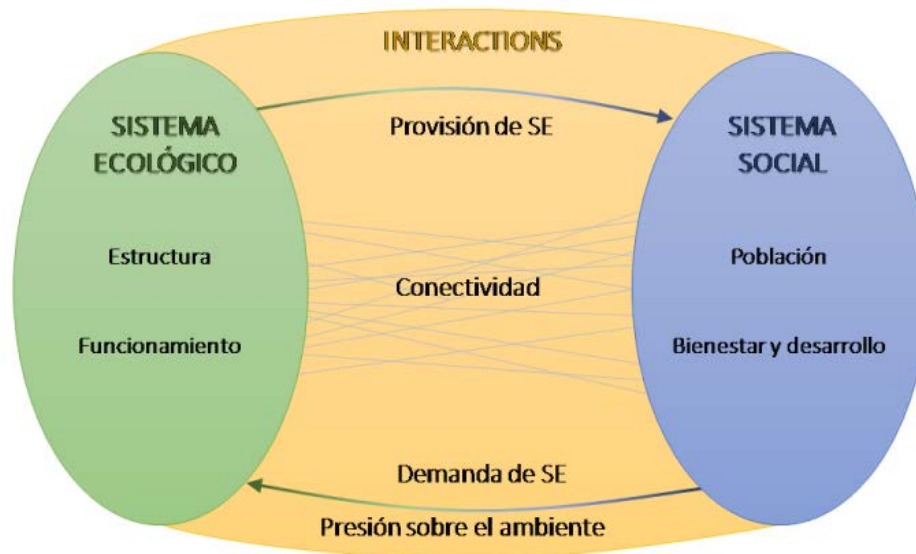 INTERACTIONS
SISTEMA
ECOLÓGICO
Estructura
Funcionamiento
Provisión de SE
Conectividad
Demanda de SE
Presión sobre el ambiente
SISTEMA
SOCIAL
Población
Bienestar y desarrollo